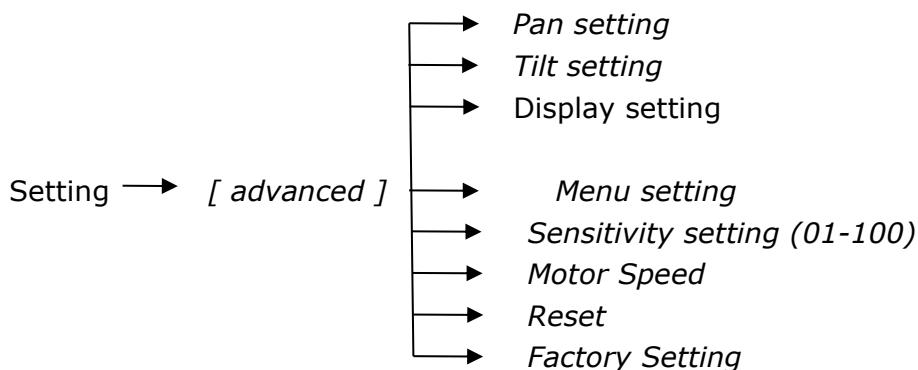 Pan setting
Tilt setting
Display setting
Setting [ advanced ] Menu setting
Sensitivity setting (01-100)
Motor Speed
Reset
Factory Setting